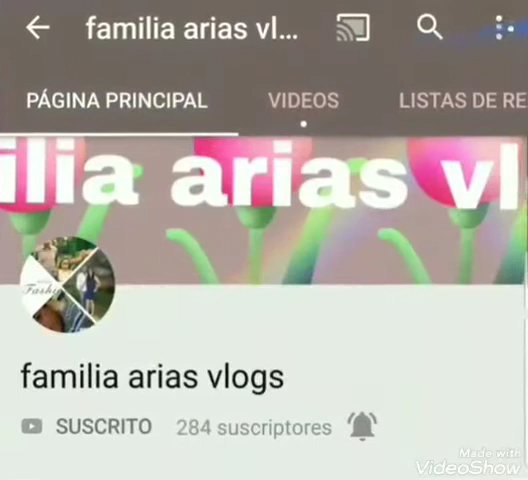 familia arias vl...
PÁGINA PRINCIPAL
VIDEOS
LISTAS DE RE
ilia arias vl
Fash
familia arias vlogs
SUSCRITO
284 suscriptores
Made with
VideoShow